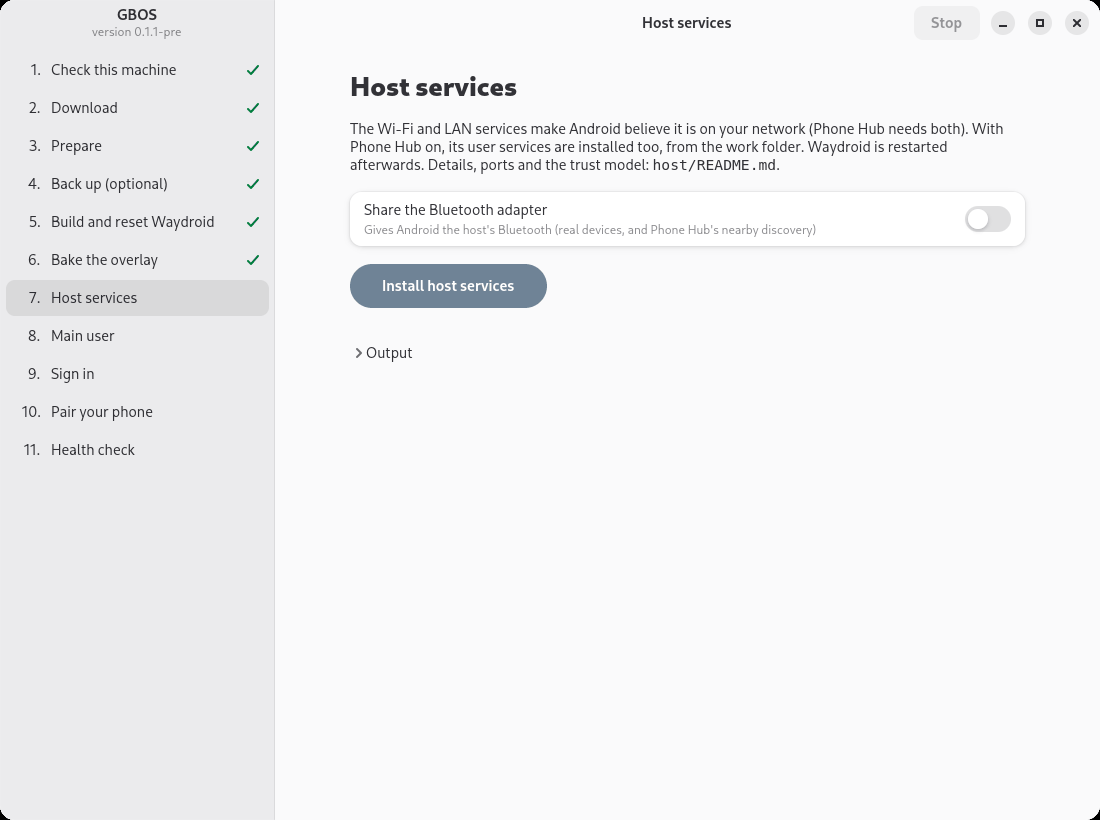 GBOS
version 0.1.1-pre
1. Check this machine
2. Download
3. Prepare
4. Back up (optional)
5. Build and reset Waydroid
6. Bake the overlay
7. Host services
8. Main user
9. Sign in
10. Pair your phone
11. Health check
Host services
Stop
Host services
The Wi-Fi and LAN services make Android believe it is on your network (Phone Hub needs both). With
Phone Hub on, its user services are installed too, from the work folder. Waydroid is restarted
afterwards. Details, ports and the trust model: host/README.md.
Share the Bluetooth adapter
Gives Android the host's Bluetooth (real devices, and Phone Hub's nearby discovery)
Install host services
Output